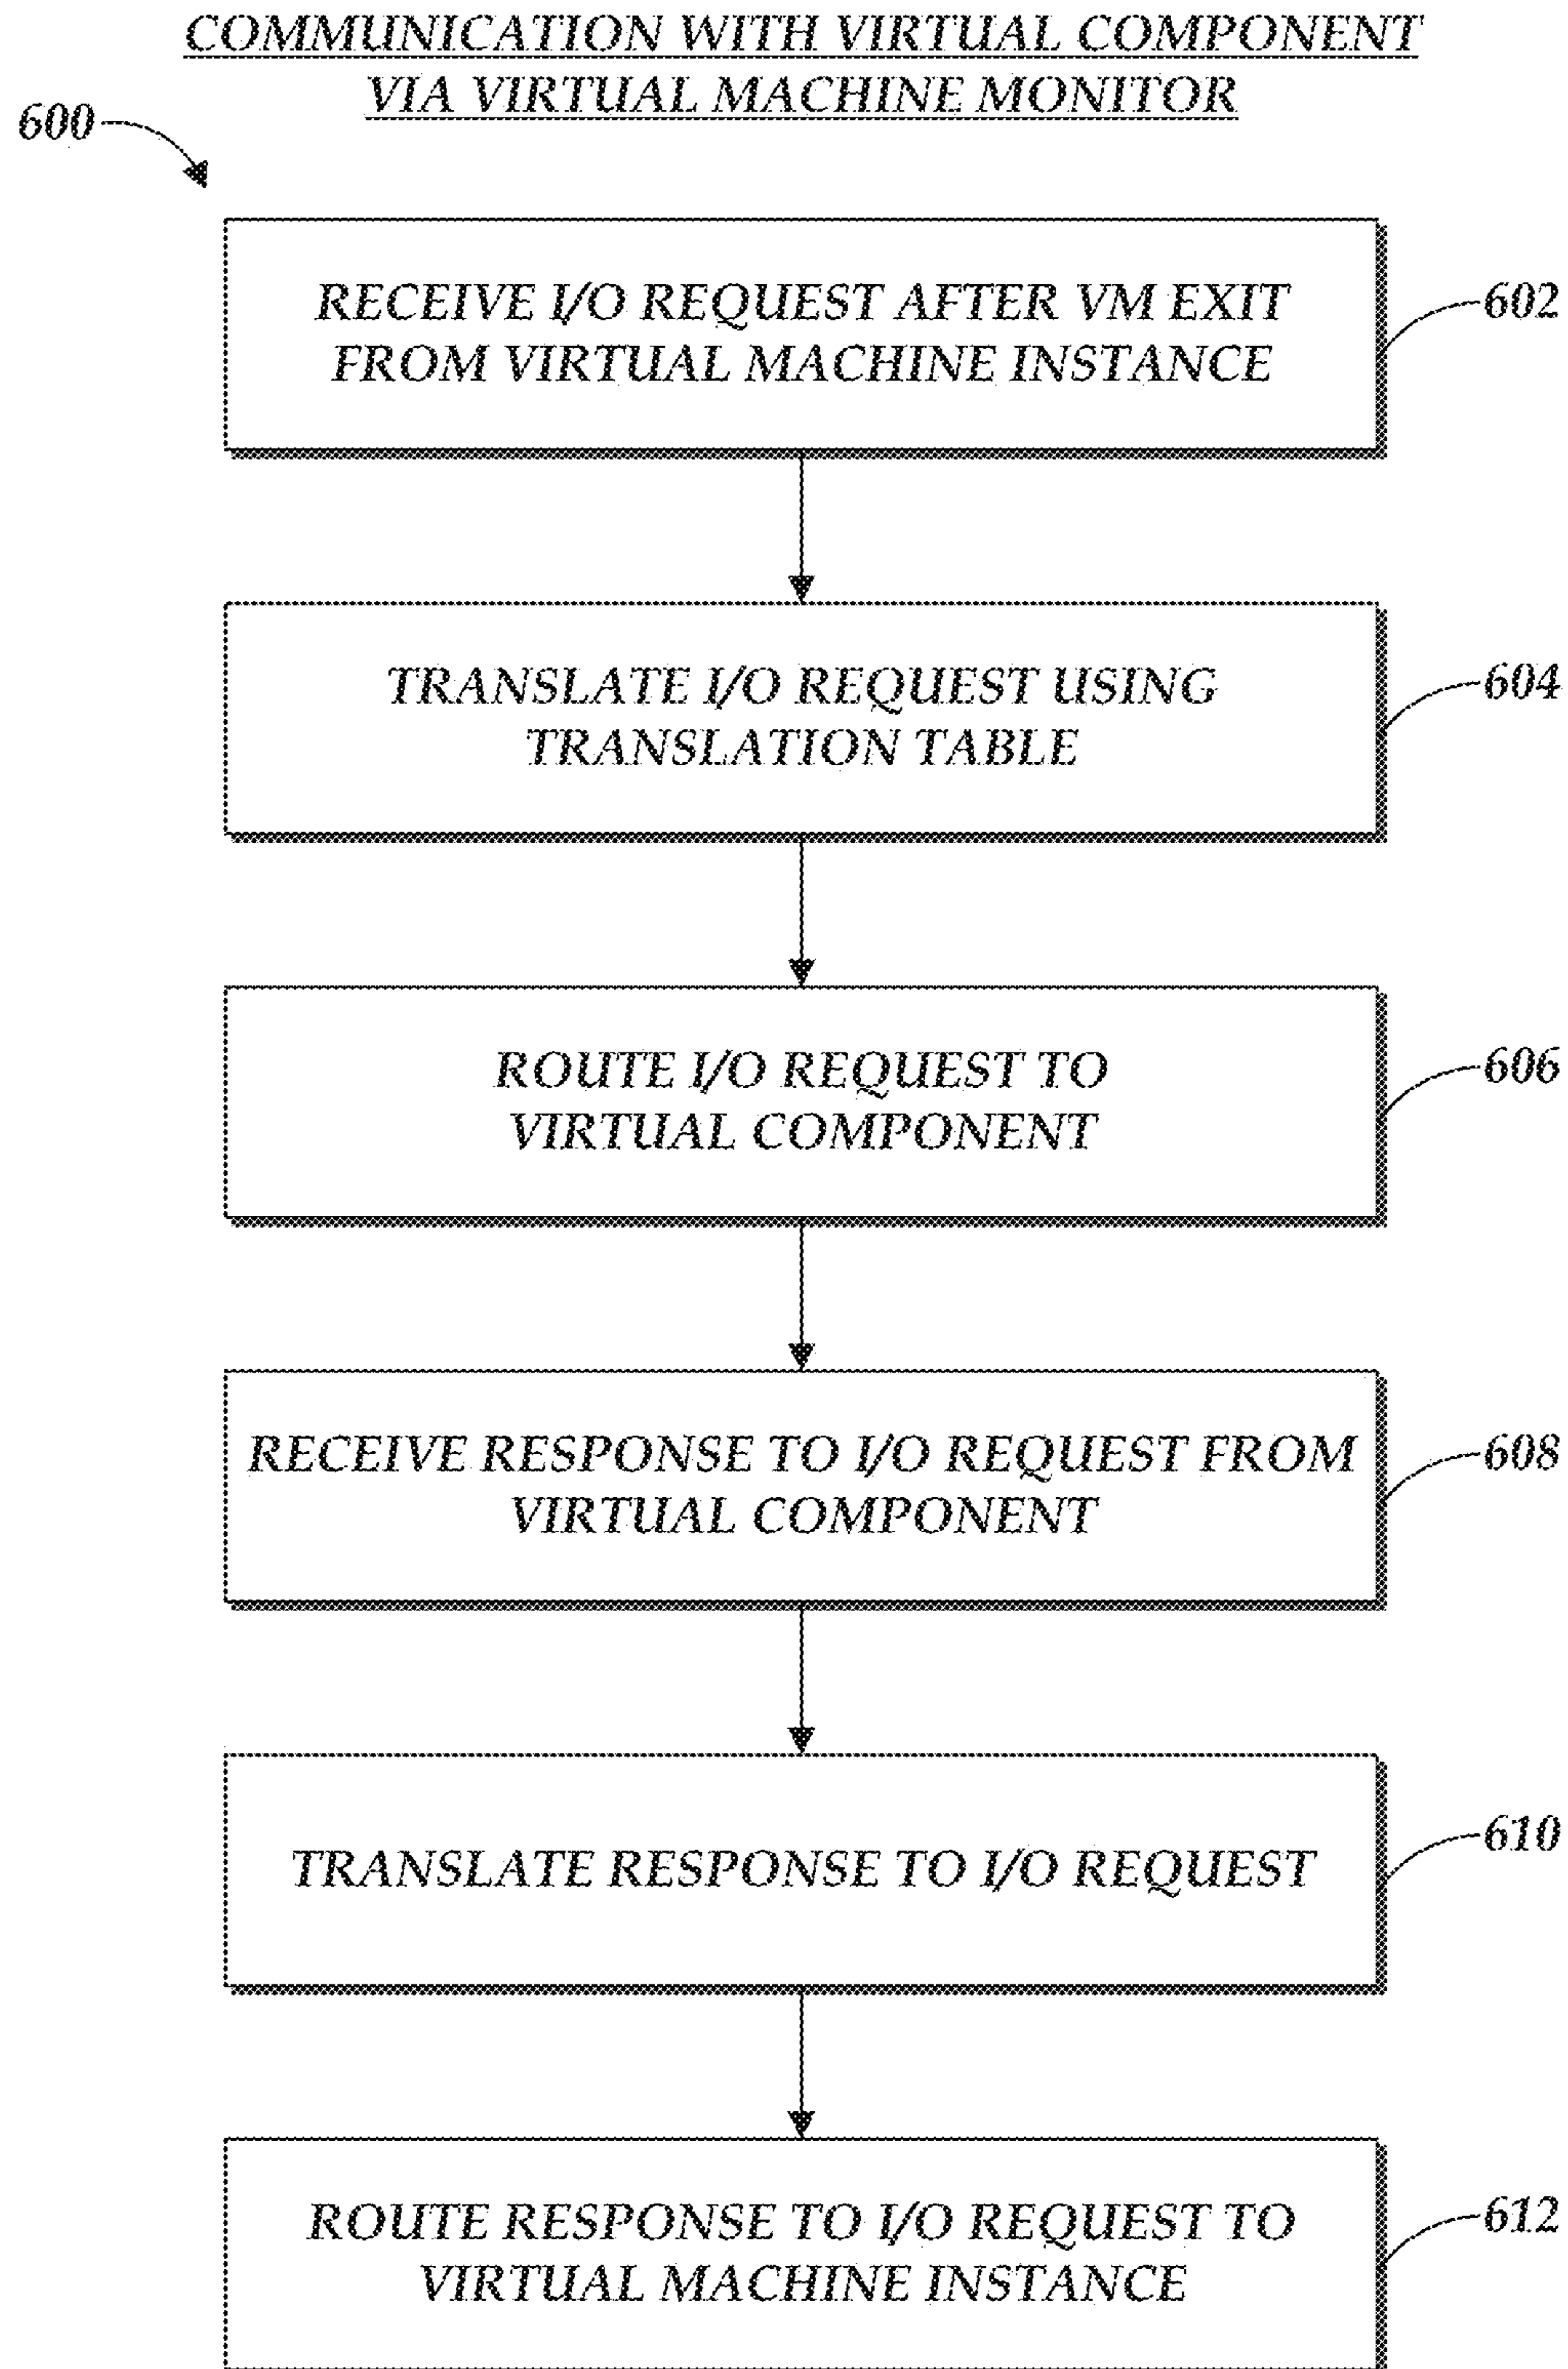 COMMUNICATION WITH VIRTUAL COMPONENT
VIA VIRTUAL MACHINE MONITOR
600
RECEIVE I/O REQUEST AFTER VM EXIT
FROM VIRTUAL MACHINE INSTANCE
602
TRANSLATE I/O REQUEST USING
TRANSLATION TABLE
604
ROUTE I/O REQUEST TO
VIRTUAL COMPONENT
606
RECEIVE RESPONSE TO I/O REQUEST FROM
VIRTUAL COMPONENT
608
TRANSLATE RESPONSE TO I/O REQUEST
610
ROUTE RESPONSE TO I/O REQUEST TO
VIRTUAL MACHINE INSTANCE
612